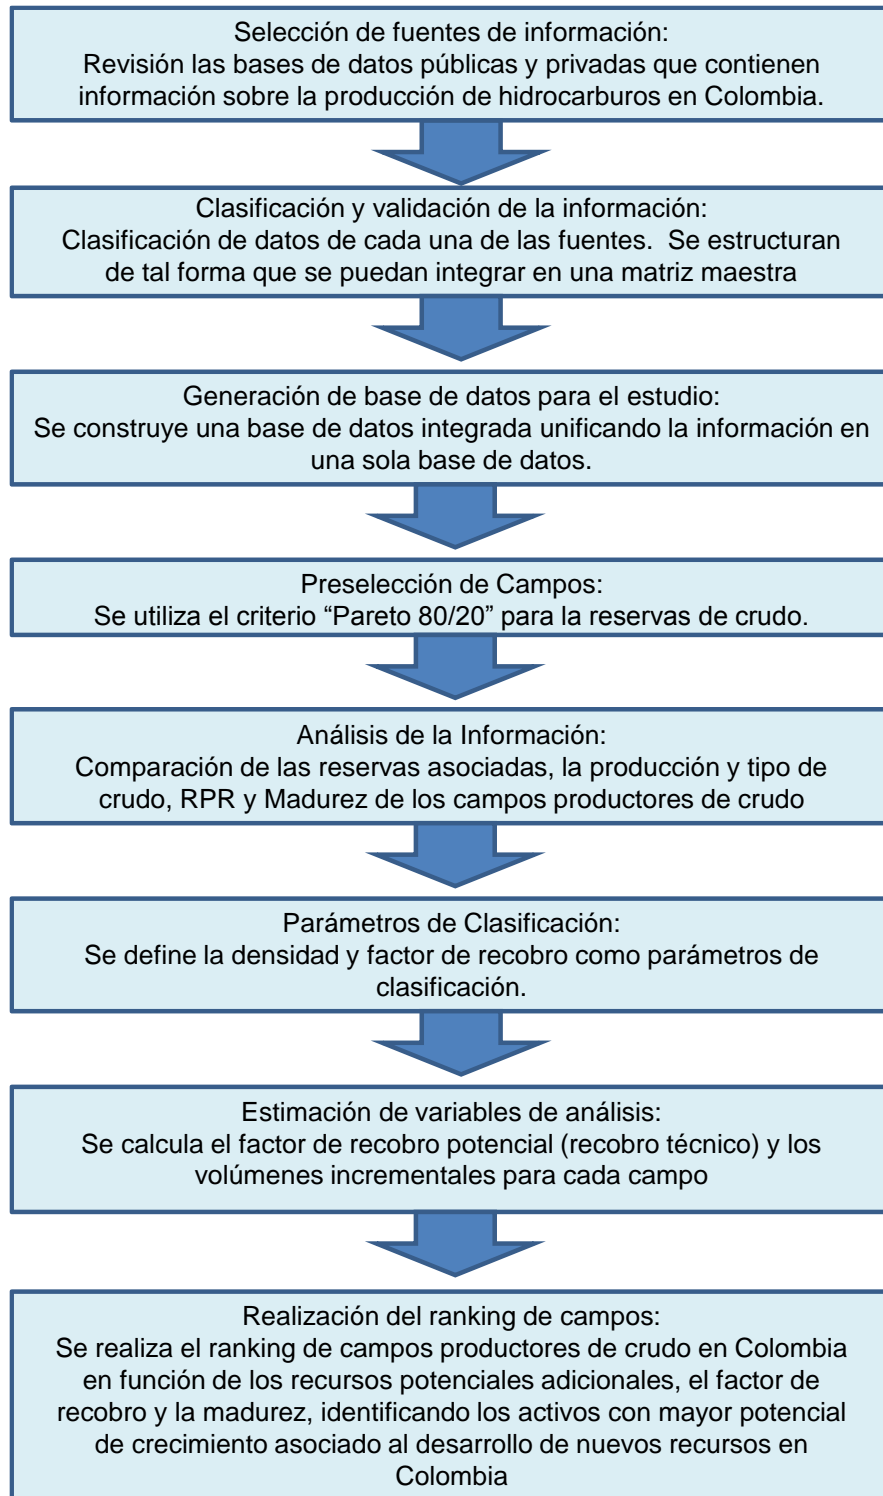 Selección de fuentes de información:
Revisión las bases de datos públicas y privadas que contienen
información sobre la producción de hidrocarburos en Colombia.
Clasificación y validación de la información:
Clasificación de datos de cada una de las fuentes.  Se estructuran
de tal forma que se puedan integrar en una matriz maestra
Generación de base de datos para el estudio:
Se construye una base de datos integrada unificando la información en
una sola base de datos.
Preselección de Campos:
Se utiliza el criterio “Pareto 80/20” para la reservas de crudo.
Análisis de la Información:
Comparación de las reservas asociadas, la producción y tipo de
crudo, RPR y Madurez de los campos productores de crudo
Parámetros de Clasificación:
Se define la densidad y factor de recobro como parámetros de
clasificación.
Estimación de variables de análisis:
Se calcula el factor de recobro potencial (recobro técnico) y los
volúmenes incrementales para cada campo
Realización del ranking de campos:
Se realiza el ranking de campos productores de crudo en Colombia
en función de los recursos potenciales adicionales, el factor de
recobro y la madurez, identificando los activos con mayor potencial
de crecimiento asociado al desarrollo de nuevos recursos en
Colombia